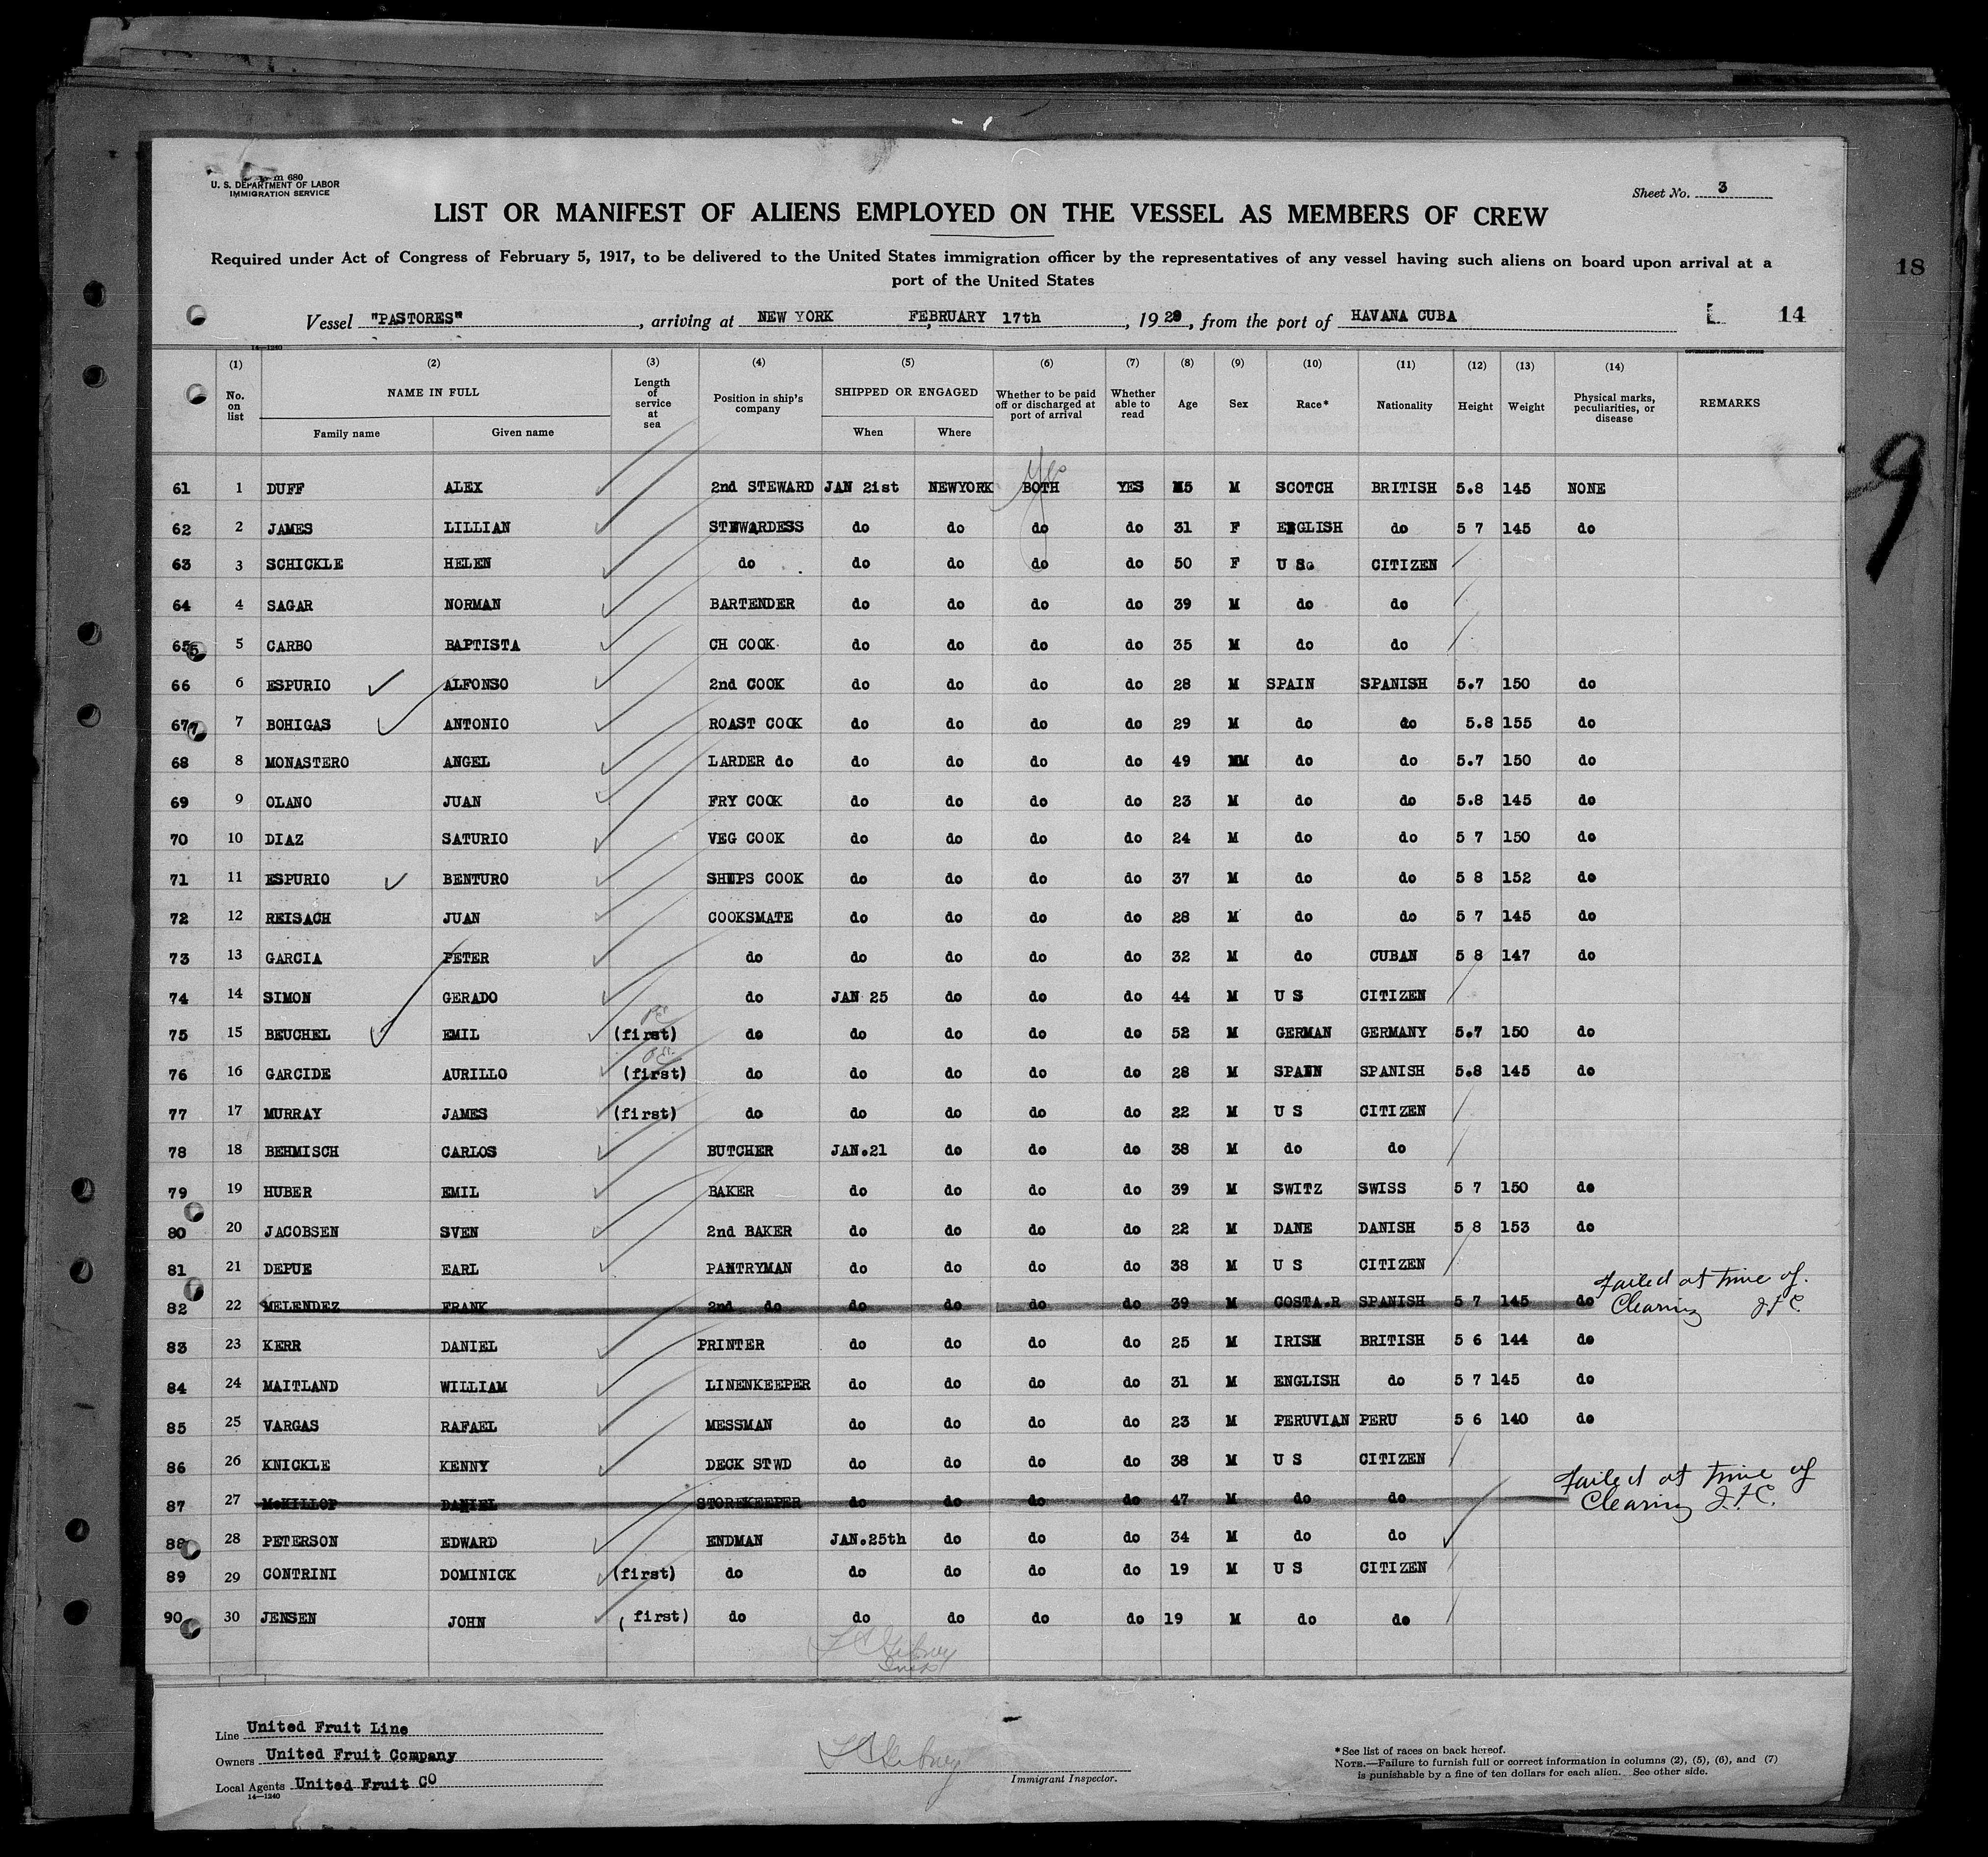 Form 680
U. S. DEPARTMENT OF LABOR
IMMIGRATION SERVICE
Sheet No. 3
LIST OR MANIFEST OF ALIENS EMPLOYED ON THE VESSEL AS MEMBERS OF CREW
Required under Act of Congress of February 5, 1917, to be delivered to the United States immigration officer by the representatives of any vessel having such aliens on board upon arrival at a
port of the United States
18
Vessel "PASTORES", arriving at NEW YORK FEBRUARY 17th, 1920, from the port of HAVANA CUBA
14
14—1240
GOVERNMENT PRINTING OFFICE
(1) No. on list
(2) NAME IN FULL
Family name Given name
(3) Length of service at sea
(4) Position in ship's company
(5) SHIPPED OR ENGAGED
When Where
(6) Whether to be paid off or discharged at port of arrival
(7) Whether able to read
(8) Age
(9) Sex
(10) Race*
(11) Nationality
(12) Height
(13) Weight
(14) Physical marks, peculiarities, or disease
REMARKS
9
Yes
61 1 DUFF ALEX 2nd STEWARD JAN 21st NEWYORK BOTH YES 5 M SCOTCH BRITISH 5.8 145 NONE
62 2 JAMES LILLIAN STEWARDESS do do do do 31 F ENGLISH do 5 7 145 do
63 3 SCHICKLE HELEN do do do do do 50 F U S. CITIZEN
64 4 SAGAR NORMAN BARTENDER do do do do 39 M do do
65 5 CARBO BAPTISTA CH COOK do do do do 35 M do do
66 6 ESPURIO ALFONSO 2nd COOK do do do do 28 M SPAIN SPANISH 5.7 150 do
67 7 BOHIGAS ANTONIO ROAST COOK do do do do 29 M do do 5.8 155 do
68 8 MONASTERO ANGEL LARDER do do do do do 49 MM do do 5.7 150 do
69 9 OLANO JUAN FRY COOK do do do do 23 M do do 5.8 145 do
70 10 DIAZ SATURIO VEG COOK do do do do 24 M do do 5 7 150 do
71 11 ESPURIO BENTURO SHIPS COOK do do do do 37 M do do 5 8 152 do
72 12 REISACH JUAN COOKSMATE do do do do 28 M do do 5 7 145 do
73 13 GARCIA PETER do do do do do 32 M do CUBAN 5 8 147 do
74 14 SIMON GERADO do JAN 25 do do do 44 M U S CITIZEN
75 15 BEUCHEL EMIL (first) do do do do do 52 M GERMAN GERMANY 5.7 150 do
76 16 GARCIDE AURILLO (first) do do do do do 28 M SPANN SPANISH 5.8 145 do
77 17 MURRAY JAMES (first) do do do do do 22 M U S CITIZEN
78 18 BEHMISCH CARLOS BUTCHER JAN.21 do do do 38 M do do
79 19 HUBER EMIL BAKER do do do do 39 M SWITZ SWISS 5 7 150 do
80 20 JACOBSEN SVEN 2nd BAKER do do do do 22 M DANE DANISH 5 8 153 do
81 21 DEPUE EARL PANTRYMAN do do do do 38 M U S CITIZEN
82 22 MELENDEZ FRANK 2nd do do do do do 39 M COSTA.R SPANISH 5 7 145 do Failed at time of Clearing J.F.C.
83 23 KERR DANIEL PRINTER do do do do 25 M IRISH BRITISH 5 6 144 do
84 24 MAITLAND WILLIAM LINENKEEPER do do do do 31 M ENGLISH do 5 7 145 do
85 25 VARGAS RAFAEL MESSMAN do do do do 23 M PERUVIAN PERU 5 6 140 do
86 26 KNICKLE KENNY DECK STWD do do do do 38 M U S CITIZEN
87 27 McKILLOP DANIEL STOREKEEPER do do do do 47 M do do Failed at time of Clearing J.F.C.
88 28 PETERSON EDWARD ENDMAN JAN.25th do do do 34 M do do
89 29 CONTRINI DOMINICK (first) do do do do do 19 M U S CITIZEN
90 30 JENSEN JOHN (first) do do do do do 19 M do do
Line United Fruit Line
Owners United Fruit Company
Local Agents United Fruit CO
14—1240
Immigrant Inspector.
*See list of races on back hereof.
NOTE.—Failure to furnish full or correct information in columns (2), (5), (6), and (7)
is punishable by a fine of ten dollars for each alien. See other side.